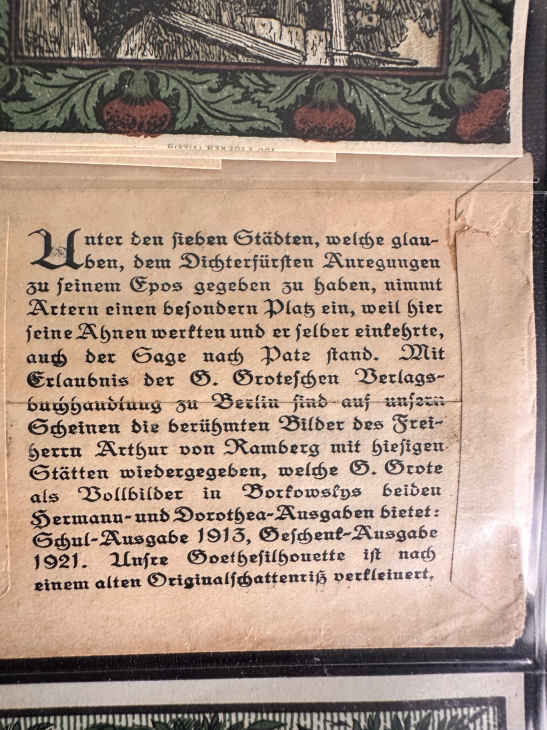 Unter den sieben Städten, welche glau-
ben, dem Dichterfürsten Anregungen
zu seinem Epos gegeben zu haben, nimmt
Artern einen besondern Platz ein, weil hier
seine Ahnen werkten und er selber einkehrte,
auch der Sage nach Pate stand. Mit
Erlaubnis der G. Groteschen Verlags-
buchhandlung zu Berlin sind auf unsern
Scheinen die berühmten Bilder des Frei-
herrn Arthur von Ramberg mit hiesigen
Stätten wiedergegeben, welche G. Grote
als Vollbilder in Borkowskys beiden
Hermann- und Dorothea-Ausgaben bietet:
Schul-Ausgabe 1913, Geschenk-Ausgabe
1921. Unsre Goethesilhouette ist nach
einem alten Originalschattenriß verkleinert.